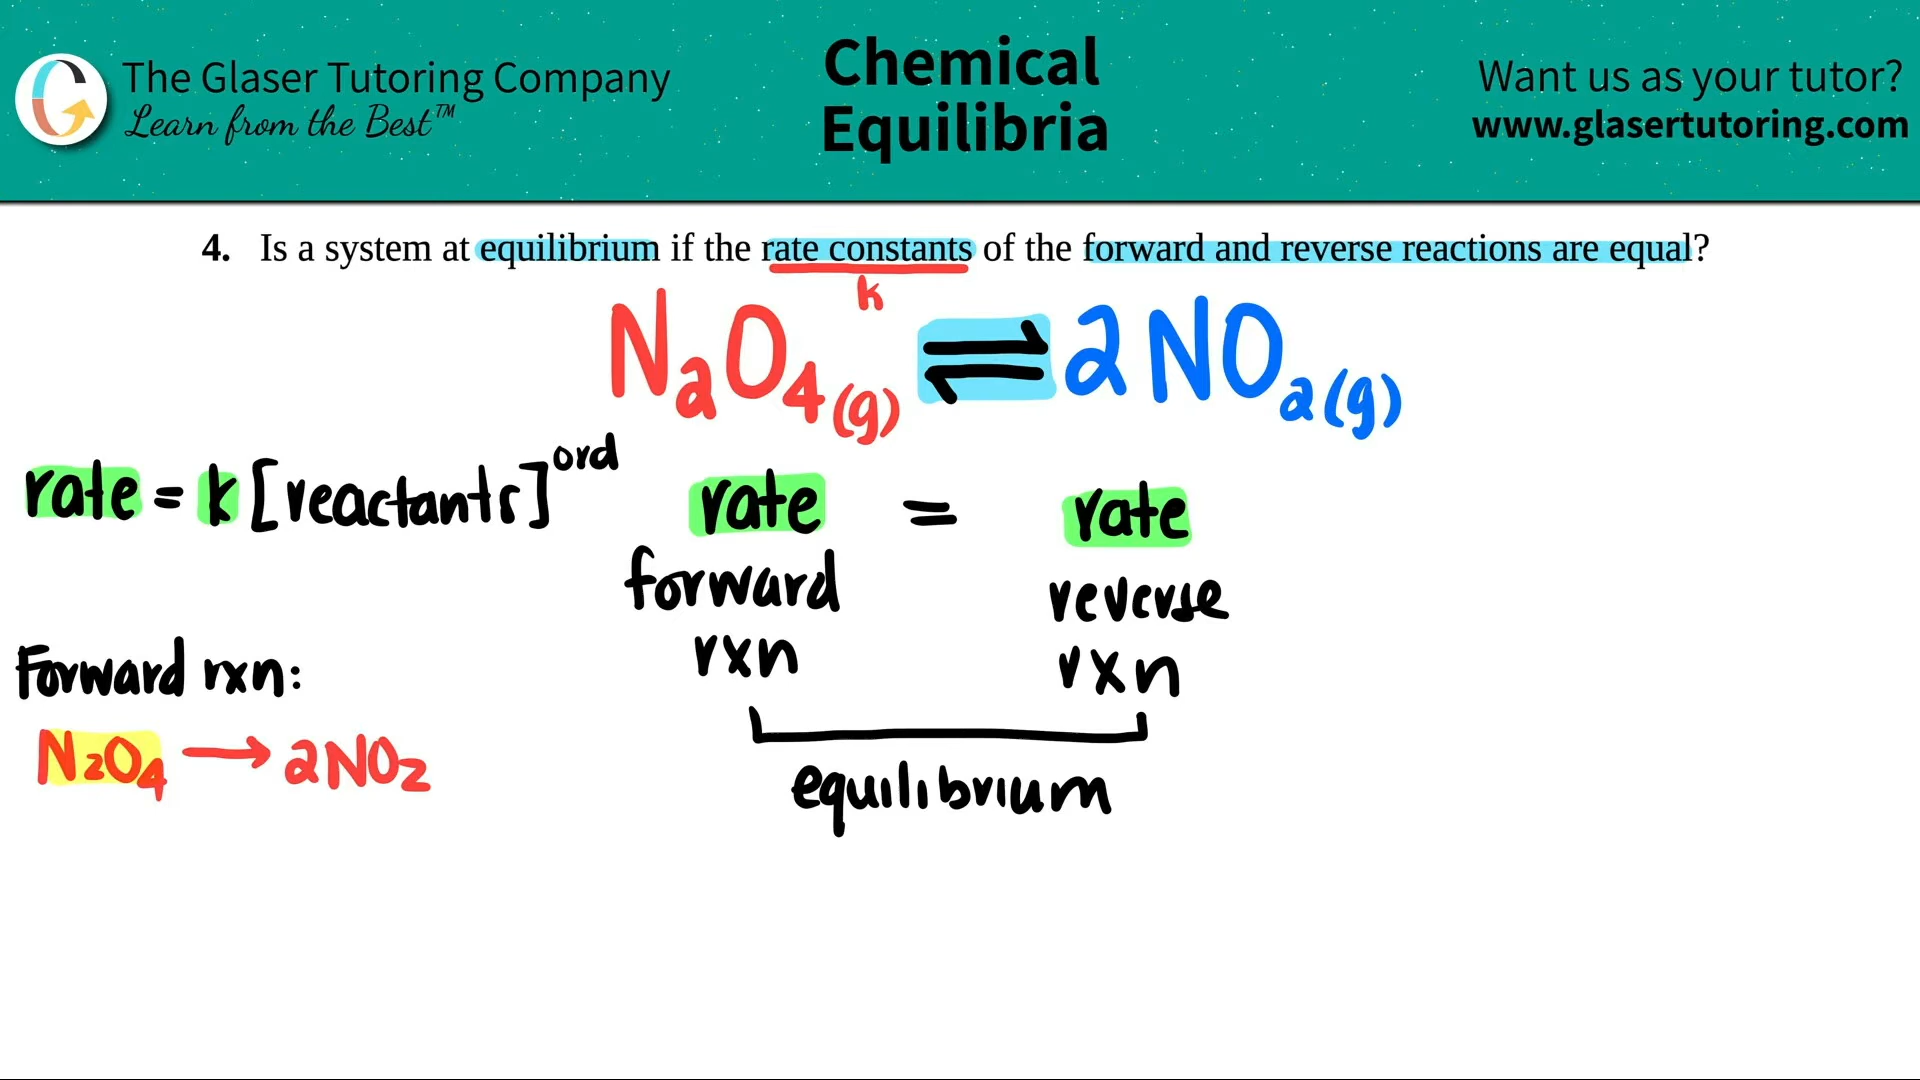 The Glaser Tutoring Company
Learn from the Best™
Chemical
Equilibria
Want us as your tutor?
www.glasertutoring.com
4. Is a system at equilibrium if the rate constants of the forward and reverse reactions are equal?
k
N₂O₄(g) ⇌ 2NO₂(g)
rate = k[reactants]ᵒʳᵈ
rate = rate
forward reverse
rxn rxn
equilibrium
Forward rxn:
N₂O₄ → 2NO₂